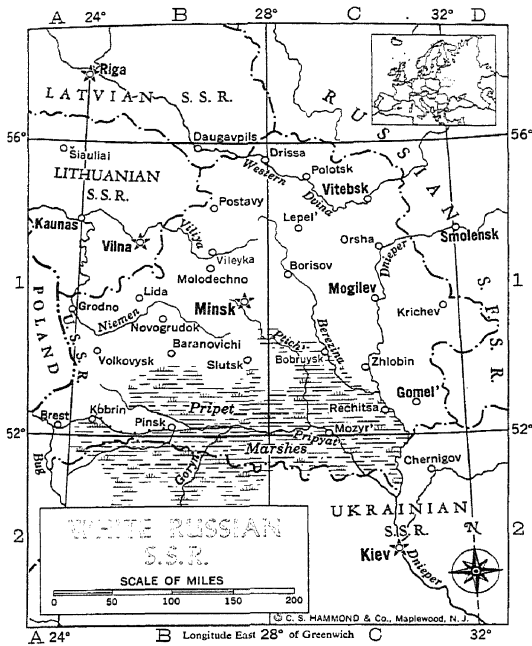 A 24° B 28° C 32° D
Riga
LATVIAN S.S.R.
RUSSIAN S.F.S.R.
56° 56°
Daugavpils
Drissa
Šiauliai
Western Dvina
Polotsk
LITHUANIAN
S.S.R.
Vitebsk
Postavy
Lepel'
Kaunas
Viliya
Vilna
Orsha
Smolensk
Dnieper
Vileyka
Molodechno
Borisov
1 1
POLAND
U.S.S.R.
Lida
Minsk
Mogilev
Grodno
Niemen
Krichev
Novogrudok
Berezina
Ptich'
Baranovichi
Volkovysk
Slutsk
Bobruysk
Zhlobin
Gomel'
Pripet
Rechitsa
Brest
Kobrin
Pinsk
Mozyr'
52° 52°
Pripyat'
Marshes
Bug
Goryn'
Chernigov
UKRAINIAN
S.S.R.
N
WHITE RUSSIAN
S.S.R.
2 2
Kiev
Dnieper
SCALE OF MILES
0 50 100 150 200
© C. S. HAMMOND & Co., Maplewood, N. J.
A 24° B Longitude East 28° of Greenwich C 32°